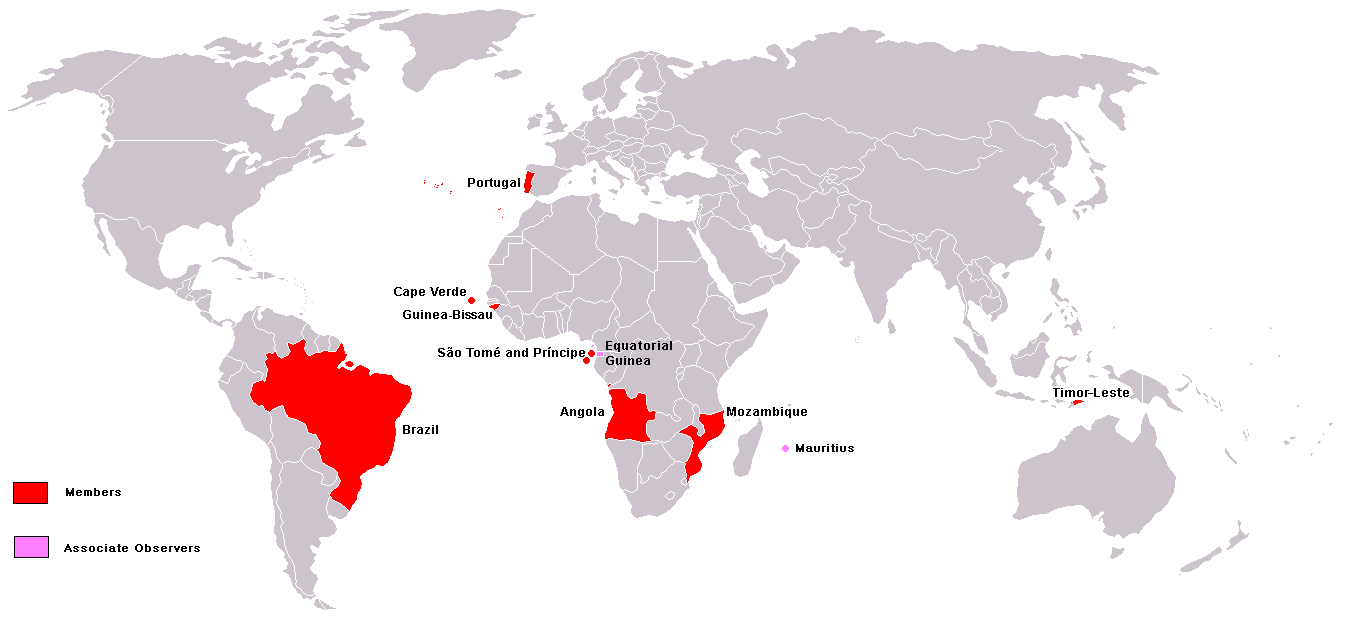 Portugal
Cape Verde
Guinea-Bissau
São Tomé and Príncipe
Equatorial
Guinea
Timor-Leste
Angola
Mozambique
Brazil
Mauritius
Members
Associate Observers